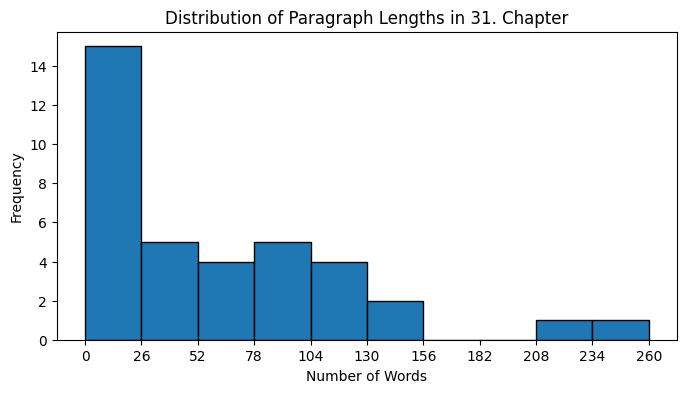 Distribution of Paragraph Lengths in 31. Chapter
14
12
10
8
6
4
2
0
Frequency
0 26 52 78 104 130 156 182 208 234 260
Number of Words